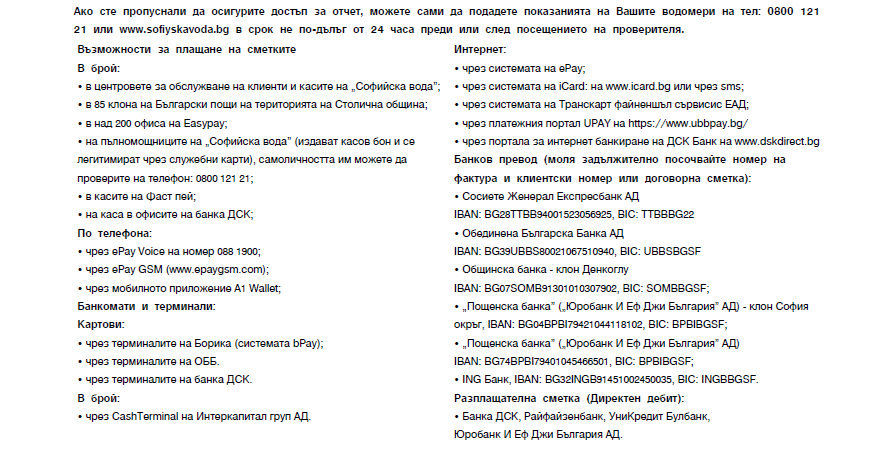 Ако сте пропуснали да осигурите достъп за отчет, можете сами да подадете показанията на Вашите водомери на тел: 0800 121
21 или www.sofiyskavoda.bg в срок не по-дълъг от 24 часа преди или след посещението на проверителя.
Възможности за плащане на сметките
В брой:
• в центровете за обслужване на клиенти и касите на „Софийска вода";
• в 85 клона на Български пощи на територията на Столична община;
• в над 200 офиса на Easypay;
• на пълномощниците на „Софийска вода" (издават касов бон и се
легитимират чрез служебни карти), самоличността им можете да
проверите на телефон: 0800 121 21;
• в касите на Фаст пей;
• на каса в офисите на банка ДСК;
По телефона:
• чрез ePay Voice на номер 088 1900;
• чрез ePay GSM (www.epaygsm.com);
• чрез мобилното приложение A1 Wallet;
Банкомати и терминали:
Картови:
• чрез терминалите на Борика (системата bPay);
• чрез терминалите на ОББ.
• чрез терминалите на банка ДСК.
В брой:
• чрез CashTerminal на Интеркапитал груп АД.
Интернет:
• чрез системата на ePay;
• чрез системата на iCard: на www.icard.bg или чрез sms;
• чрез системата на Транскарт файненшъл сървисис ЕАД;
• чрез платежния портал UPAY на https://www.ubbpay.bg/
• чрез портала за интернет банкиране на ДСК Банк на www.dskdirect.bg
Банков превод (моля задължително посочвайте номер на
фактура и клиентски номер или договорна сметка):
• Сосиете Женерал Експресбанк АД
IBAN: BG28TTBB94001523056925, BIC: TTBBBG22
• Обединена Българска Банка АД
IBAN: BG39UBBS80021067510940, BIC: UBBSBGSF
• Общинска банка - клон Денкоглу
IBAN: BG07SOMB91301010307902, BIC: SOMBBGSF;
• „Пощенска банка" („Юробанк И Еф Джи България" АД) - клон София
окръг, IBAN: BG04BPBI79421044118102, BIC: BPBIBGSF;
• „Пощенска банка" („Юробанк И Еф Джи България" АД)
IBAN: BG74BPBI79401045466501, BIC: BPBIBGSF;
• ING Банк, IBAN: BG32INGB91451002450035, BIC: INGBBGSF.
Разплащателна сметка (Директен дебит):
• Банка ДСК, Райфайзенбанк, УниКредит Булбанк,
Юробанк И Еф Джи България АД.